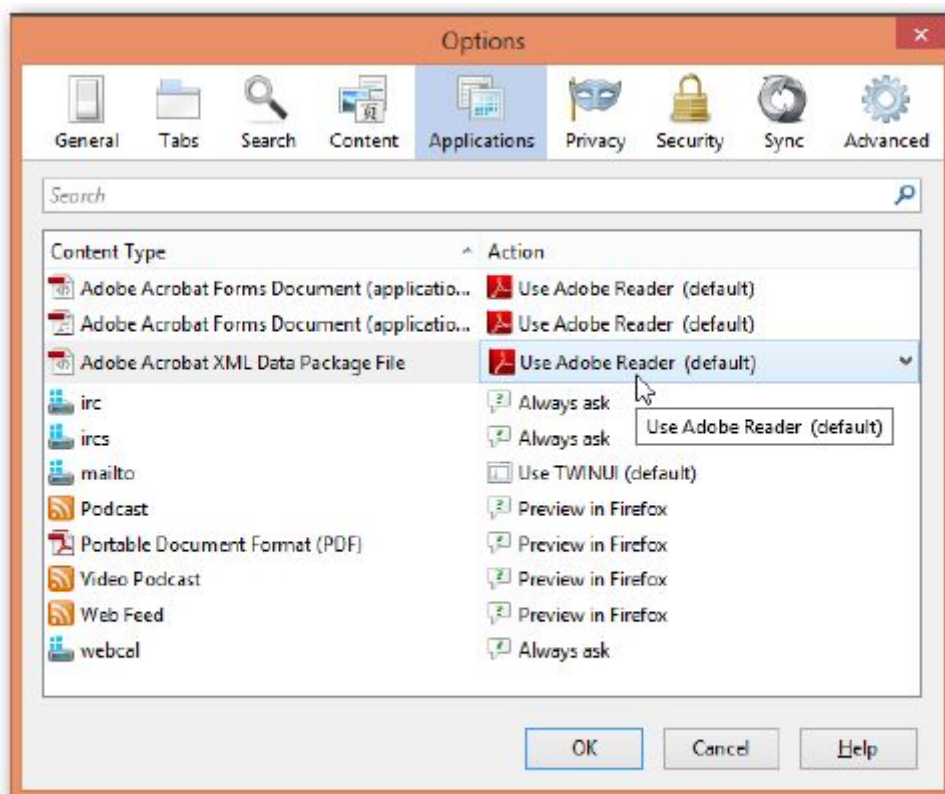 Options
General Tabs Search Content Applications Privacy Security Sync Advanced
Search
Content Type Action
Adobe Acrobat Forms Document (applicatio... Use Adobe Reader (default)
Adobe Acrobat Forms Document (applicatio... Use Adobe Reader (default)
Adobe Acrobat XML Data Package File Use Adobe Reader (default)
irc Always ask
Use Adobe Reader (default)
ircs Always ask
mailto Use TWINUI (default)
Podcast Preview in Firefox
Portable Document Format (PDF) Preview in Firefox
Video Podcast Preview in Firefox
Web Feed Preview in Firefox
webcal Always ask
OK Cancel Help